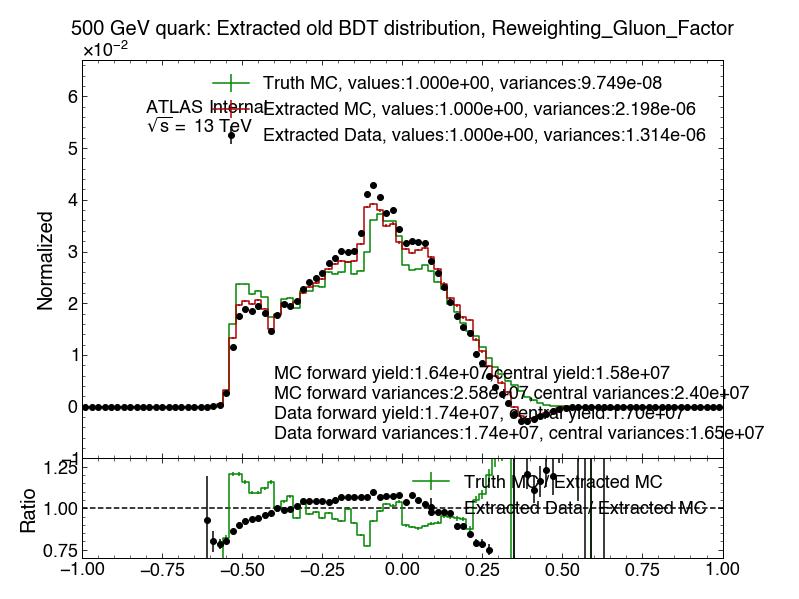 500 GeV quark: Extracted old BDT distribution, Reweighting_Gluon_Factor
×10⁻²
Truth MC, values:1.000e+00, variances:9.749e-08
ATLAS Internal
Extracted MC, values:1.000e+00, variances:2.198e-06
√s = 13 TeV
Extracted Data, values:1.000e+00, variances:1.314e-06
Normalized
6
5
4
3
2
1
0
−1
MC forward yield:1.64e+07, central yield:1.58e+07
MC forward variances:2.58e+07, central variances:2.40e+07
Data forward yield:1.74e+07, central yield:1.70e+07
Data forward variances:1.74e+07, central variances:1.65e+07
Ratio
1.25
1.00
0.75
Truth MC / Extracted MC
Extracted Data / Extracted MC
−1.00 −0.75 −0.50 −0.25 0.00 0.25 0.50 0.75 1.00